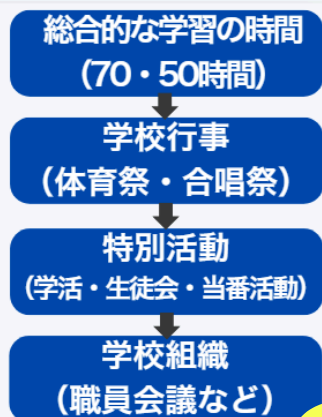 総合的な学習の時間
（70・50時間）
学校行事
（体育祭・合唱祭）
特別活動
（学活・生徒会・当番活動）
学校組織
（職員会議など）